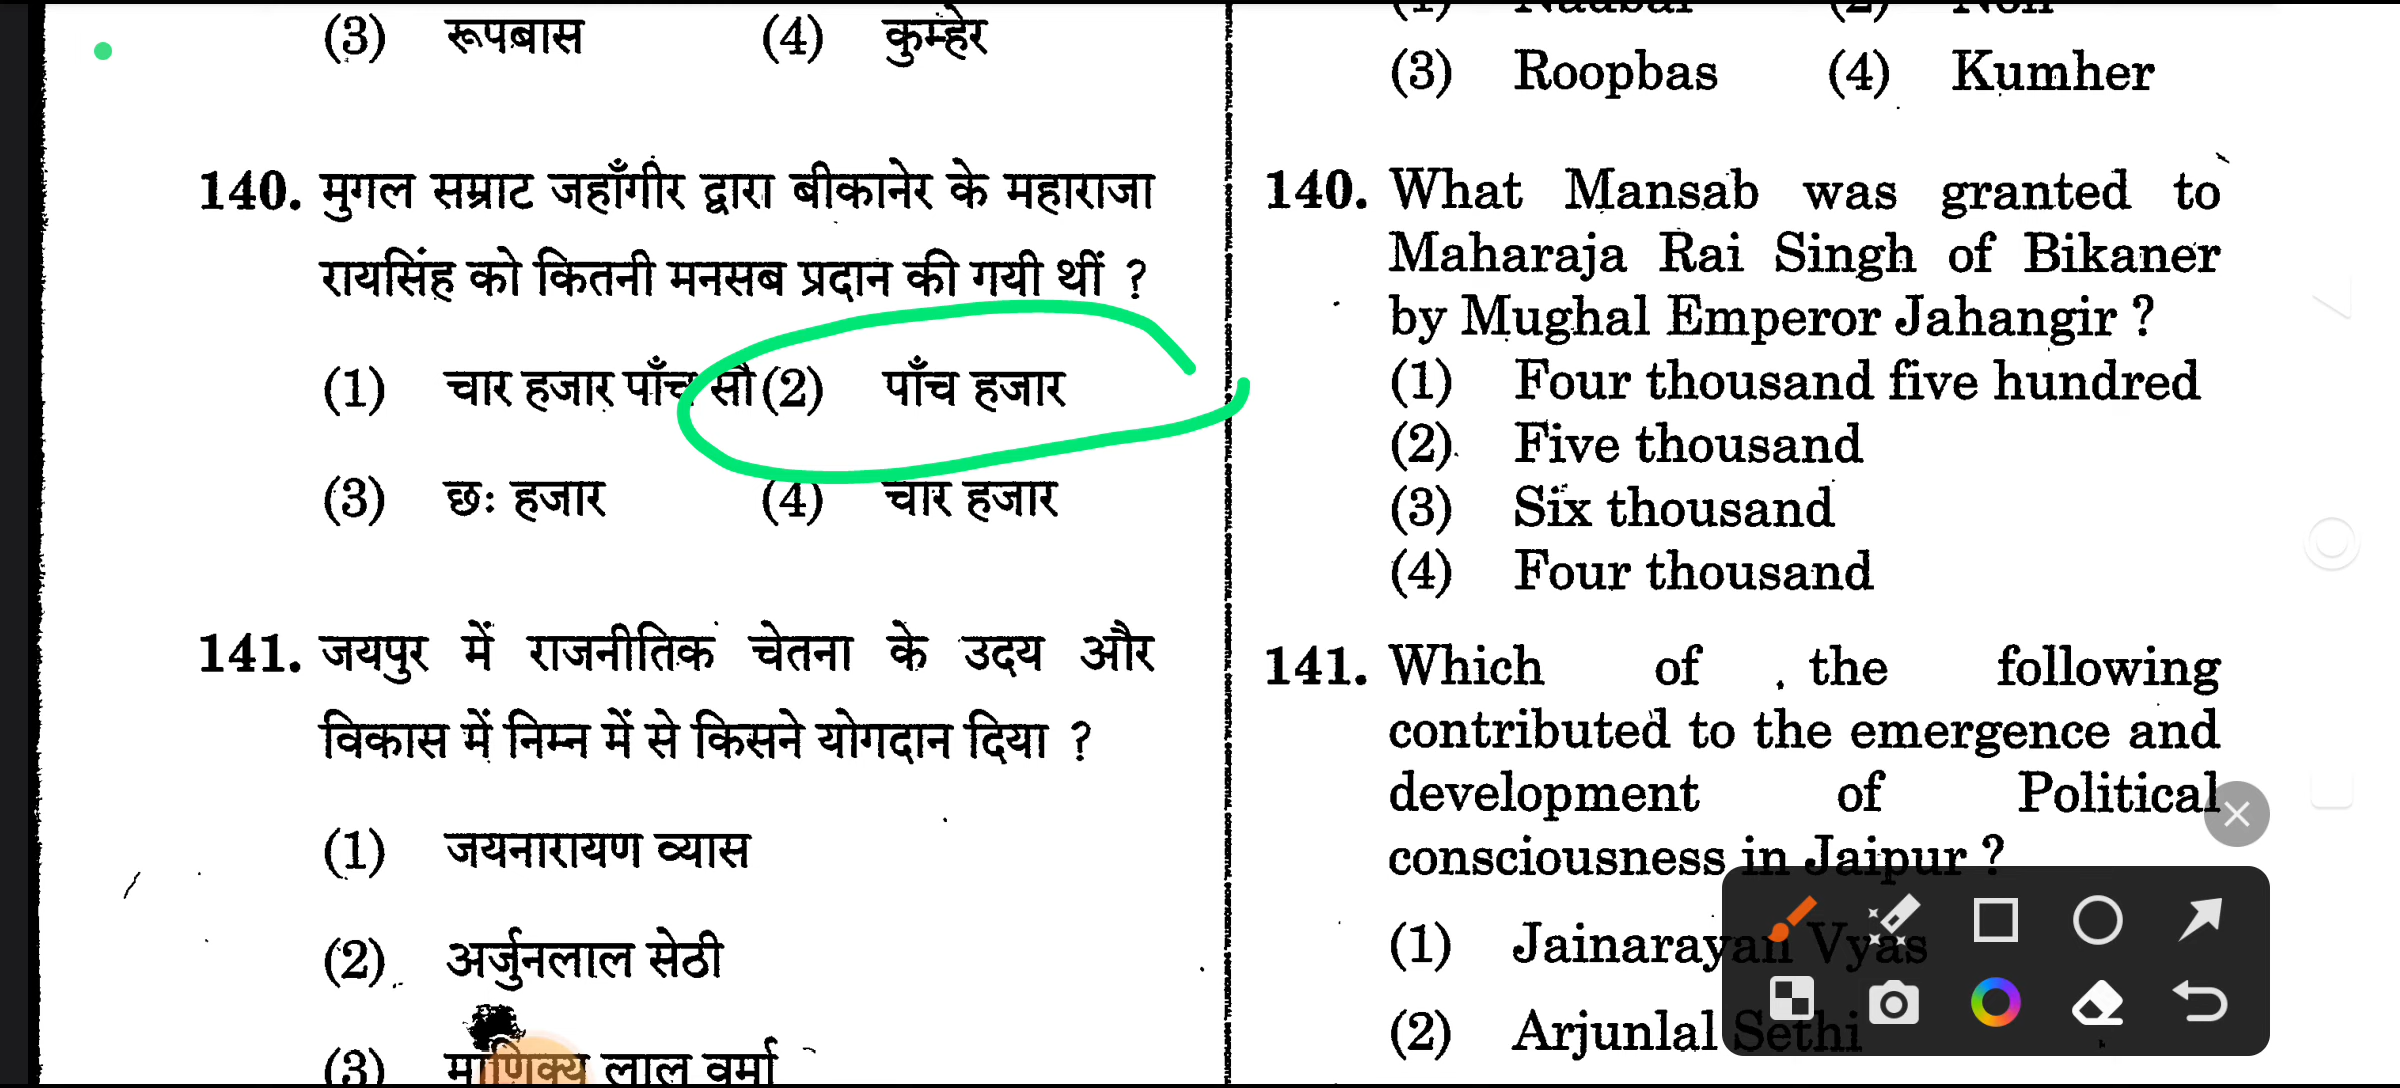 (3) रूपबास (4) कुम्हेर
140. मुगल सम्राट जहाँगीर द्वारा बीकानेर के महाराजा
रायसिंह को कितनी मनसब प्रदान की गयी थीं ?
(1) चार हजार पाँच सौ (2) पाँच हजार
(3) छः हजार (4) चार हजार
141. जयपुर में राजनीतिक चेतना के उदय और
विकास में निम्न में से किसने योगदान दिया ?
(1) जयनारायण व्यास
(2) अर्जुनलाल सेठी
(3) माणिक्य लाल वर्मा
(3) Roopbas (4) Kumher
140. What Mansab was granted to
Maharaja Rai Singh of Bikaner
by Mughal Emperor Jahangir ?
(1) Four thousand five hundred
(2) Five thousand
(3) Six thousand
(4) Four thousand
141. Which of the following
contributed to the emergence and
development of Political
consciousness in Jaipur ?
(1) Jainarayan Vyas
(2) Arjunlal Sethi